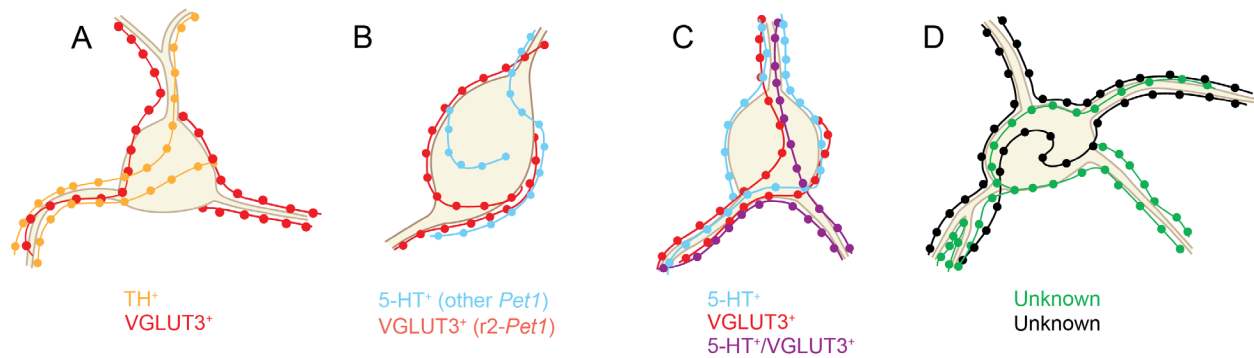 A
B
C
D
TH⁺
VGLUT3⁺
5-HT⁺ (other Pet1)
VGLUT3⁺ (r2-Pet1)
5-HT⁺
VGLUT3⁺
5-HT⁺/VGLUT3⁺
Unknown
Unknown